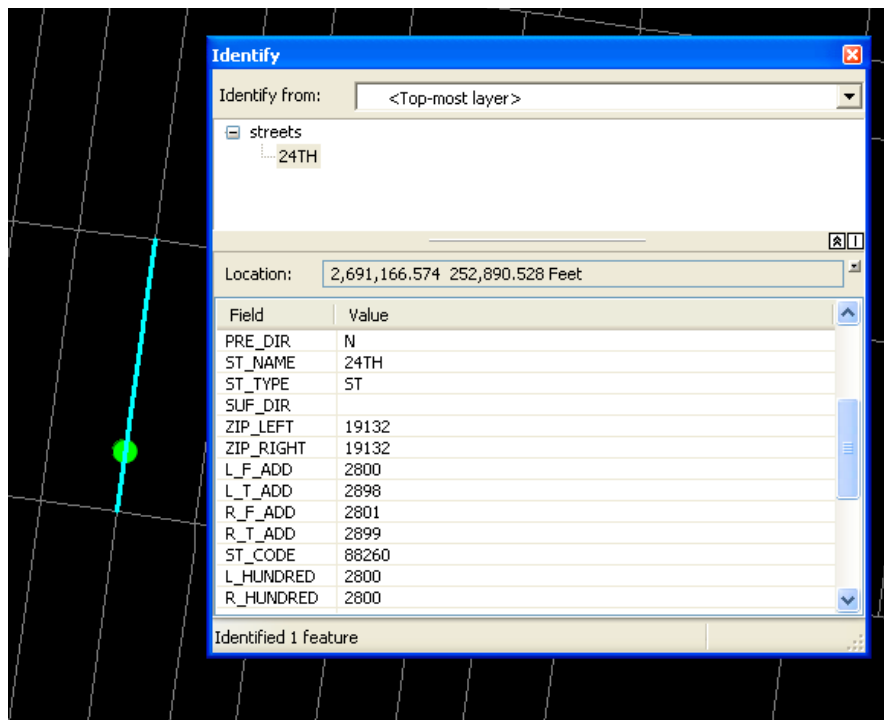 Identify
Identify from: <Top-most layer>
streets
24TH
Location: 2,691,166.574 252,890.528 Feet
Field Value
PRE_DIR N
ST_NAME 24TH
ST_TYPE ST
SUF_DIR
ZIP_LEFT 19132
ZIP_RIGHT 19132
L_F_ADD 2800
L_T_ADD 2898
R_F_ADD 2801
R_T_ADD 2899
ST_CODE 88260
L_HUNDRED 2800
R_HUNDRED 2800
Identified 1 feature